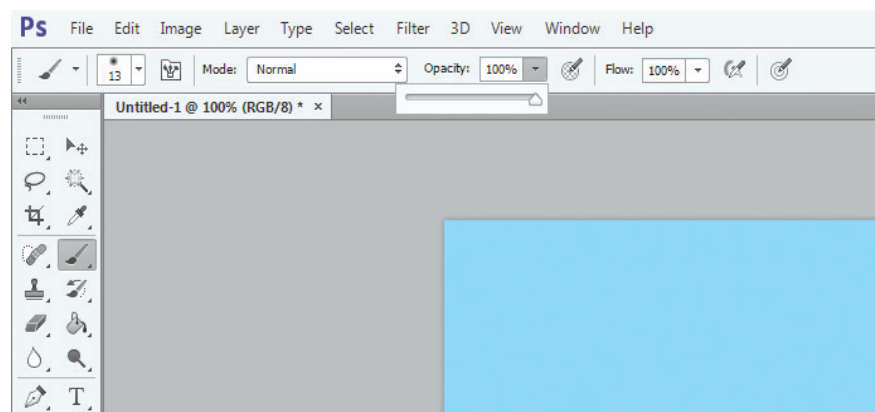 Ps File Edit Image Layer Type Select Filter 3D View Window Help
13 Mode: Normal Opacity: 100% Flow: 100%
Untitled-1 @ 100% (RGB/8) * ×
T